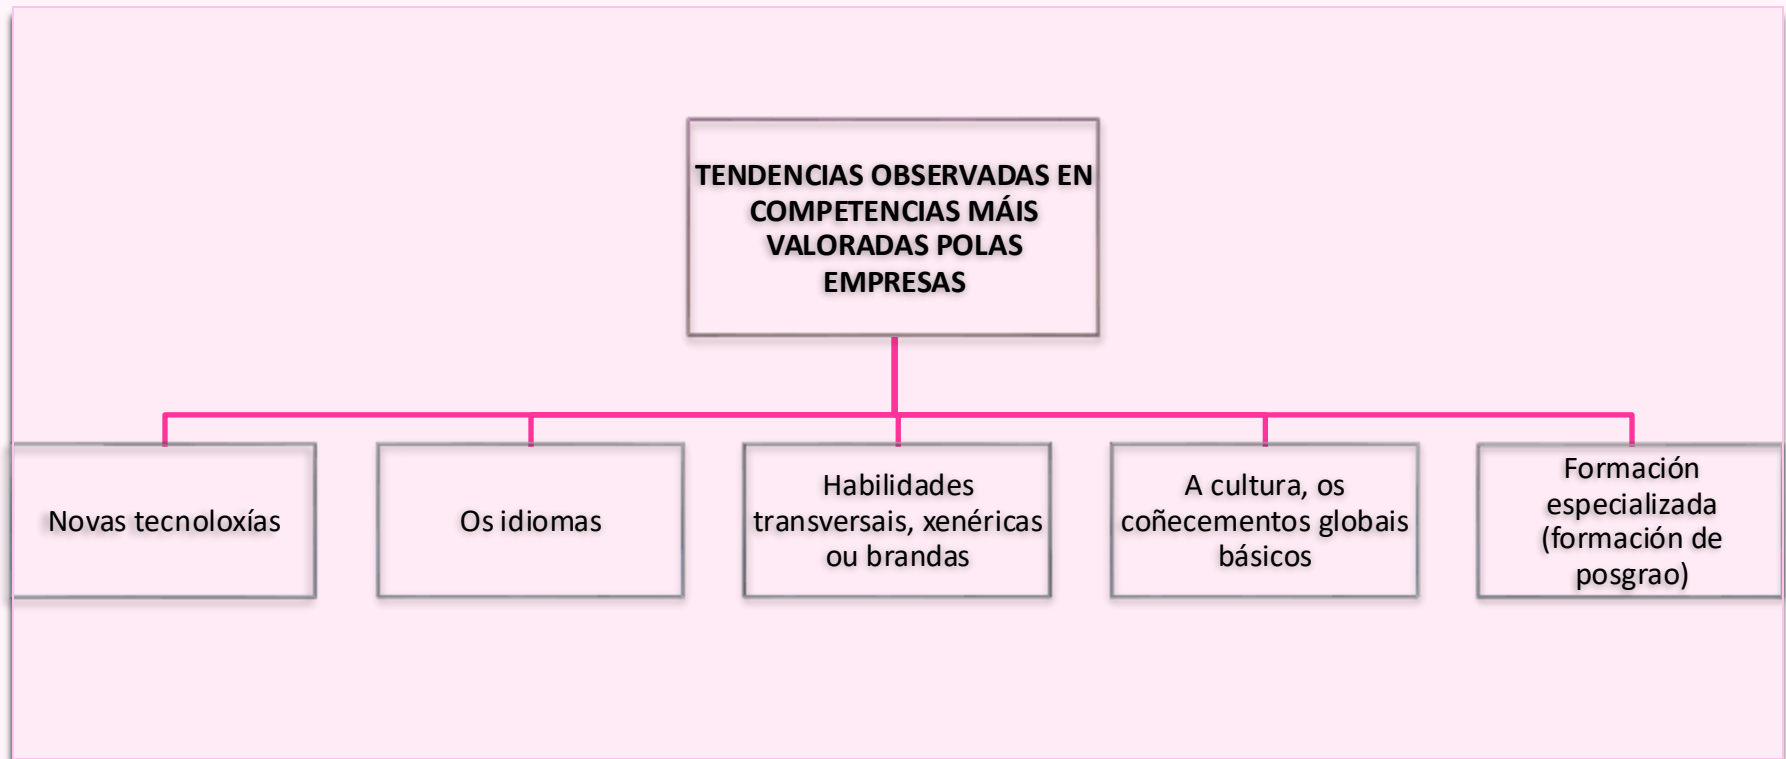 TENDENCIAS OBSERVADAS EN
COMPETENCIAS MÁIS
VALORADAS POLAS
EMPRESAS
Novas tecnoloxías
Os idiomas
Habilidades
transversais, xenéricas
ou brandas
A cultura, os
coñecementos globais
básicos
Formación
especializada
(formación de
posgrao)